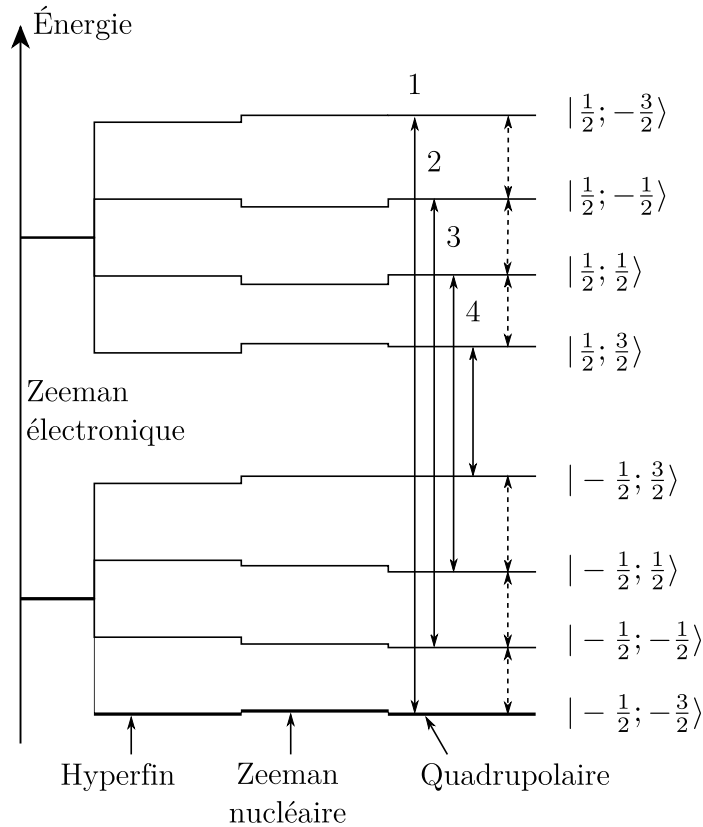 Énergie
1
| 1/2 ; − 3/2 ⟩
2
| 1/2 ; − 1/2 ⟩
3
| 1/2 ; 1/2 ⟩
4
| 1/2 ; 3/2 ⟩
Zeeman
électronique
| − 1/2 ; 3/2 ⟩
| − 1/2 ; 1/2 ⟩
| − 1/2 ; − 1/2 ⟩
| − 1/2 ; − 3/2 ⟩
Hyperfin
Zeeman
nucléaire
Quadrupolaire